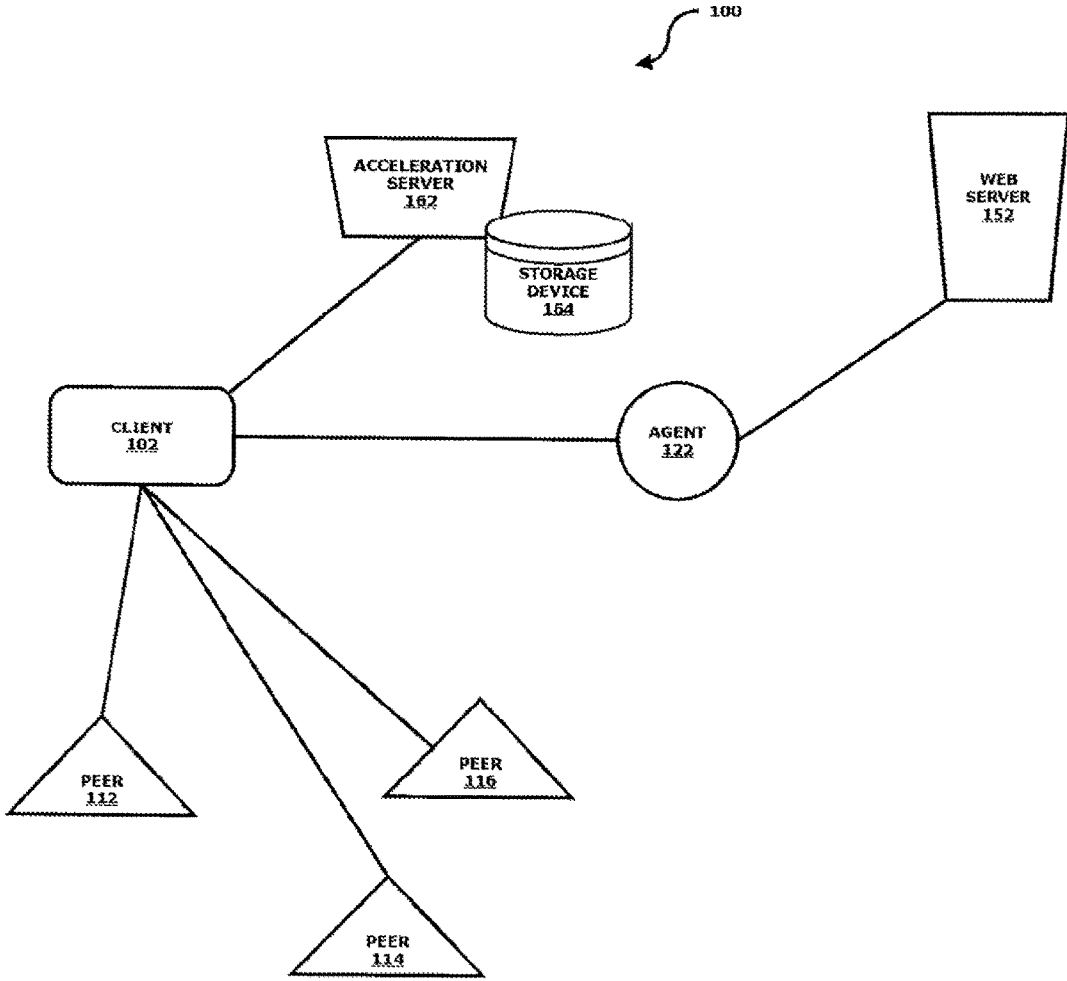 100
ACCELERATION
SERVER
162
WEB
SERVER
152
STORAGE
DEVICE
164
CLIENT
102
AGENT
122
PEER
112
PEER
116
PEER
114